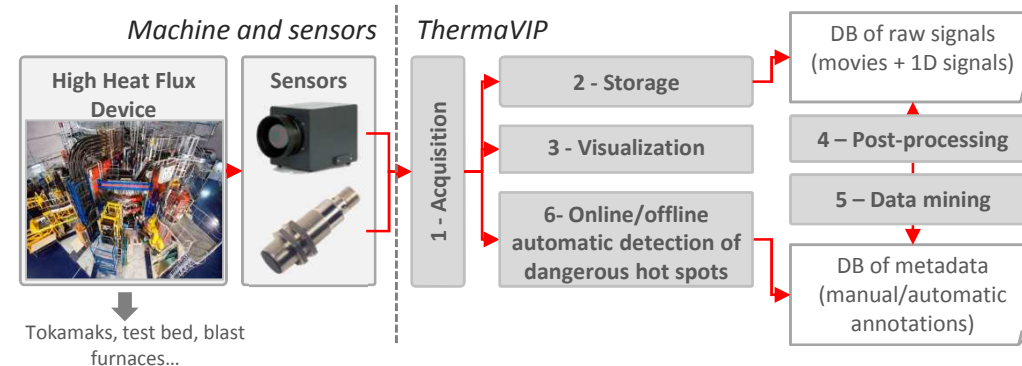 Machine and sensors
ThermaVIP
High Heat Flux
Device
Sensors
Tokamaks, test bed, blast
furnaces...
1 - Acquisition
2 - Storage
3 - Visualization
6- Online/offline
automatic detection of
dangerous hot spots
DB of raw signals
(movies + 1D signals)
4 – Post-processing
5 – Data mining
DB of metadata
(manual/automatic
annotations)